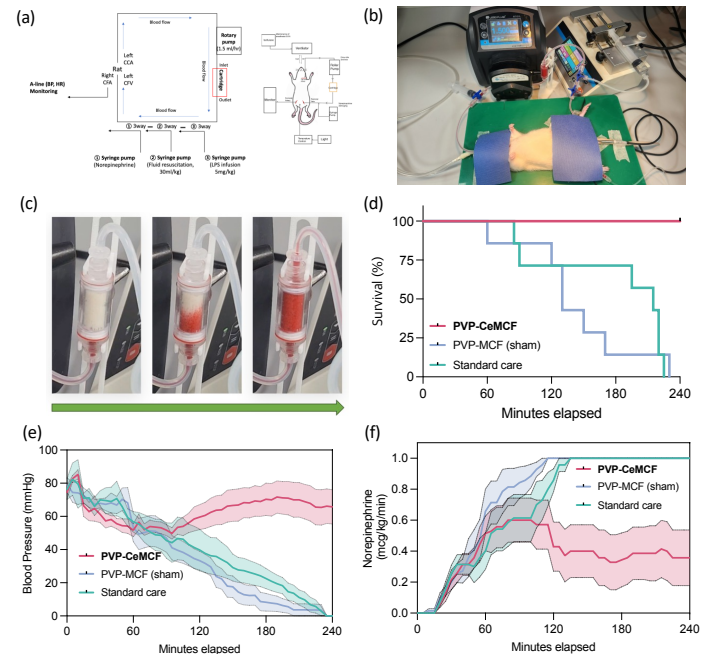 (a)
Blood flow
Rotary
pump
(1.5 ml/hr)
Left
CCA
Rat
Right
CFA
Left
CFV
A-line (BP, HR)
Monitoring
Blood flow
Inlet
Cartridge
Outlet
Blood flow
① 3way ② 3way ③ 3way
① Syringe pump
(Norepinephrine)
② Syringe pump
(Fluid resuscitation,
30ml/kg)
③ Syringe pump
(LPS infusion
5mg/kg)
Ventilator
Light
(b)
(c)
(d)
Survival (%)
100
75
50
25
0
PVP-CeMCF
PVP-MCF (sham)
Standard care
0 60 120 180 240
Minutes elapsed
(e)
Blood Pressure (mmHg)
100
80
60
40
20
0
PVP-CeMCF
PVP-MCF (sham)
Standard care
0 60 120 180 240
Minutes elapsed
(f)
Norepinephrine
(mcg/kg/min)
1.0
0.8
0.6
0.4
0.2
0.0
PVP-CeMCF
PVP-MCF (sham)
Standard care
0 60 120 180 240
Minutes elapsed